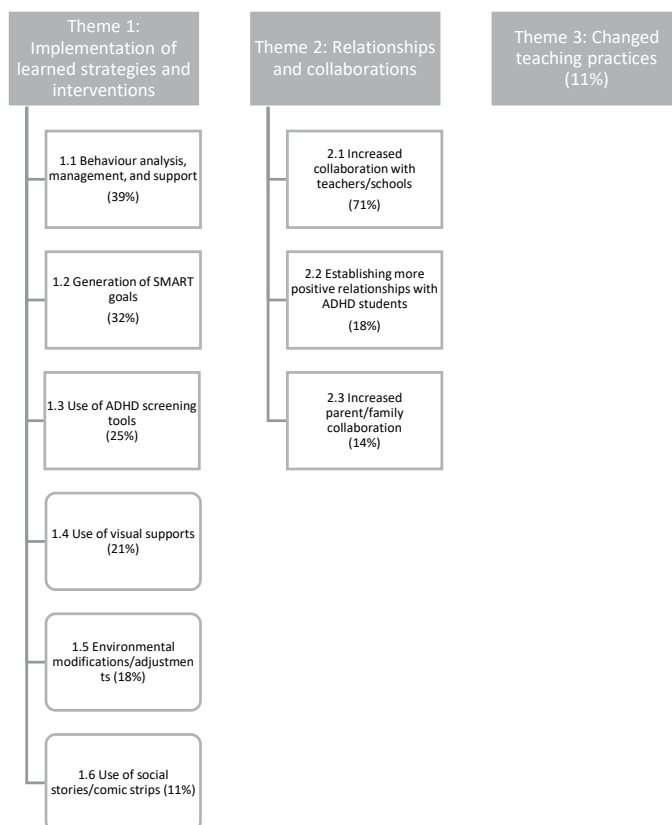 Theme 1:
Implementation of
learned strategies and
interventions
1.1 Behaviour analysis,
management, and support
(39%)
1.2 Generation of SMART
goals
(32%)
1.3 Use of ADHD screening
tools
(25%)
1.4 Use of visual supports
(21%)
1.5 Environmental
modifications/adjustmen
ts (18%)
1.6 Use of social
stories/comic strips (11%)
Theme 2: Relationships
and collaborations
2.1 Increased
collaboration with
teachers/schools
(71%)
2.2 Establishing more
positive relationships with
ADHD students
(18%)
2.3 Increased
parent/family
collaboration
(14%)
Theme 3: Changed
teaching practices
(11%)